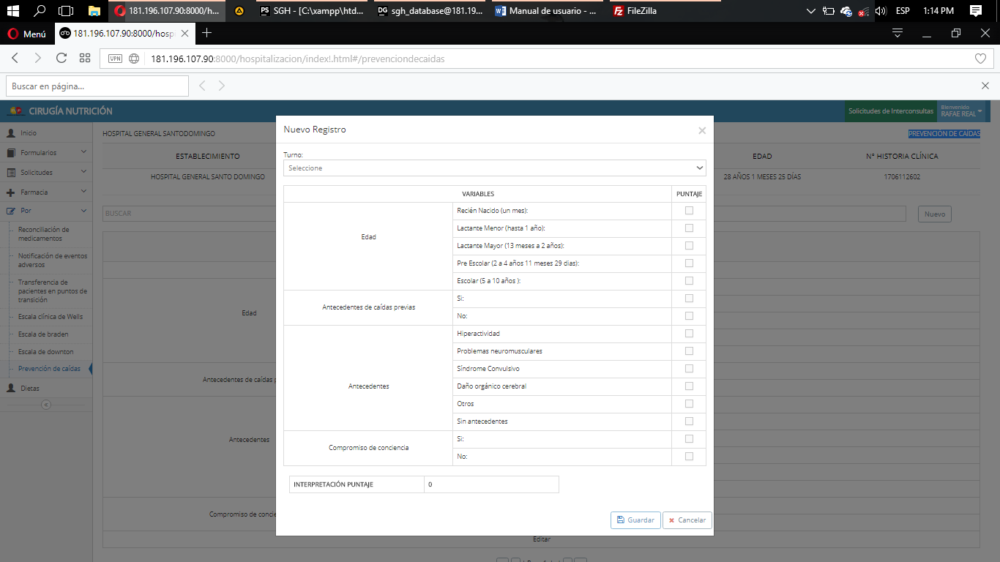 SGH - [C:\xampp\htd...
sgh_database@181.19...
Manual de usuario - ...
FileZilla
181.196.107.90:8000/h...
ESP
1:14 PM
Menú
181.196.107.90:8000/hosp
VPN
181.196.107.90:8000/hospitalizacion/index!.html#/prevenciondecaidas
Buscar en página...
CIRUGÍA NUTRICIÓN
Solicitudes de Interconsultas
Bienvenido
RAFAE REAL
Inicio
Formularios
Solicitudes
Farmacia
Por
Reconciliación de
medicamentos
Notificación de eventos
adversos
Transferencia de
pacientes en puntos de
transición
Escala clínica de Wells
Escala de braden
Escala de downton
Prevención de caídas
Dietas
HOSPITAL GENERAL SANTODOMINGO
PREVENCIÓN DE CAÍDAS
ESTABLECIMIENTO
EDAD
Nº HISTORIA CLÍNICA
HOSPITAL GENERAL SANTO DOMINGO
28 AÑOS 1 MESES 25 DÍAS
1706112602
BUSCAR
Nuevo
Edad
Antecedentes de caídas p
Antecedentes
Compromiso de concie
Editar
Nuevo Registro
Turno:
Seleccione
VARIABLES
PUNTAJE
Edad
Recién Nacido (un mes):
Lactante Menor (hasta 1 año):
Lactante Mayor (13 meses a 2 años):
Pre Escolar (2 a 4 años 11 meses 29 dias):
Escolar (5 a 10 años ):
Antecedentes de caídas previas
Si:
No:
Antecedentes
Hiperactividad
Problemas neuromusculares
Síndrome Convulsivo
Daño orgánico cerebral
Otros
Sin antecedentes
Compromiso de conciencia
Si:
No:
INTERPRETACIÓN PUNTAJE
0
Guardar
Cancelar